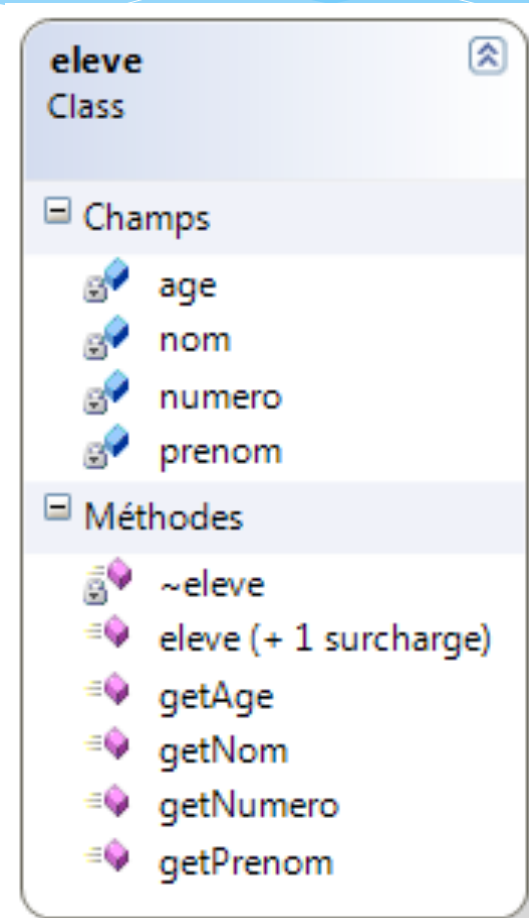 eleve
Class
Champs
age
nom
numero
prenom
Méthodes
~eleve
eleve (+ 1 surcharge)
getAge
getNom
getNumero
getPrenom